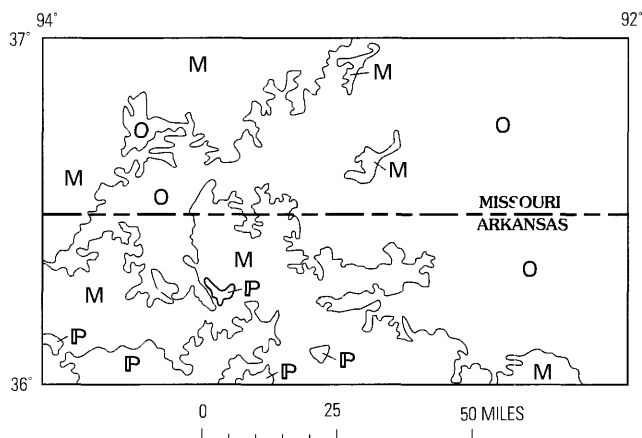 94° 92°
37°
M M
O O
M
M
O MISSOURI
ARKANSAS
M O
M ℙ
ℙ ℙ ℙ
ℙ M
36°
0 25 50 MILES